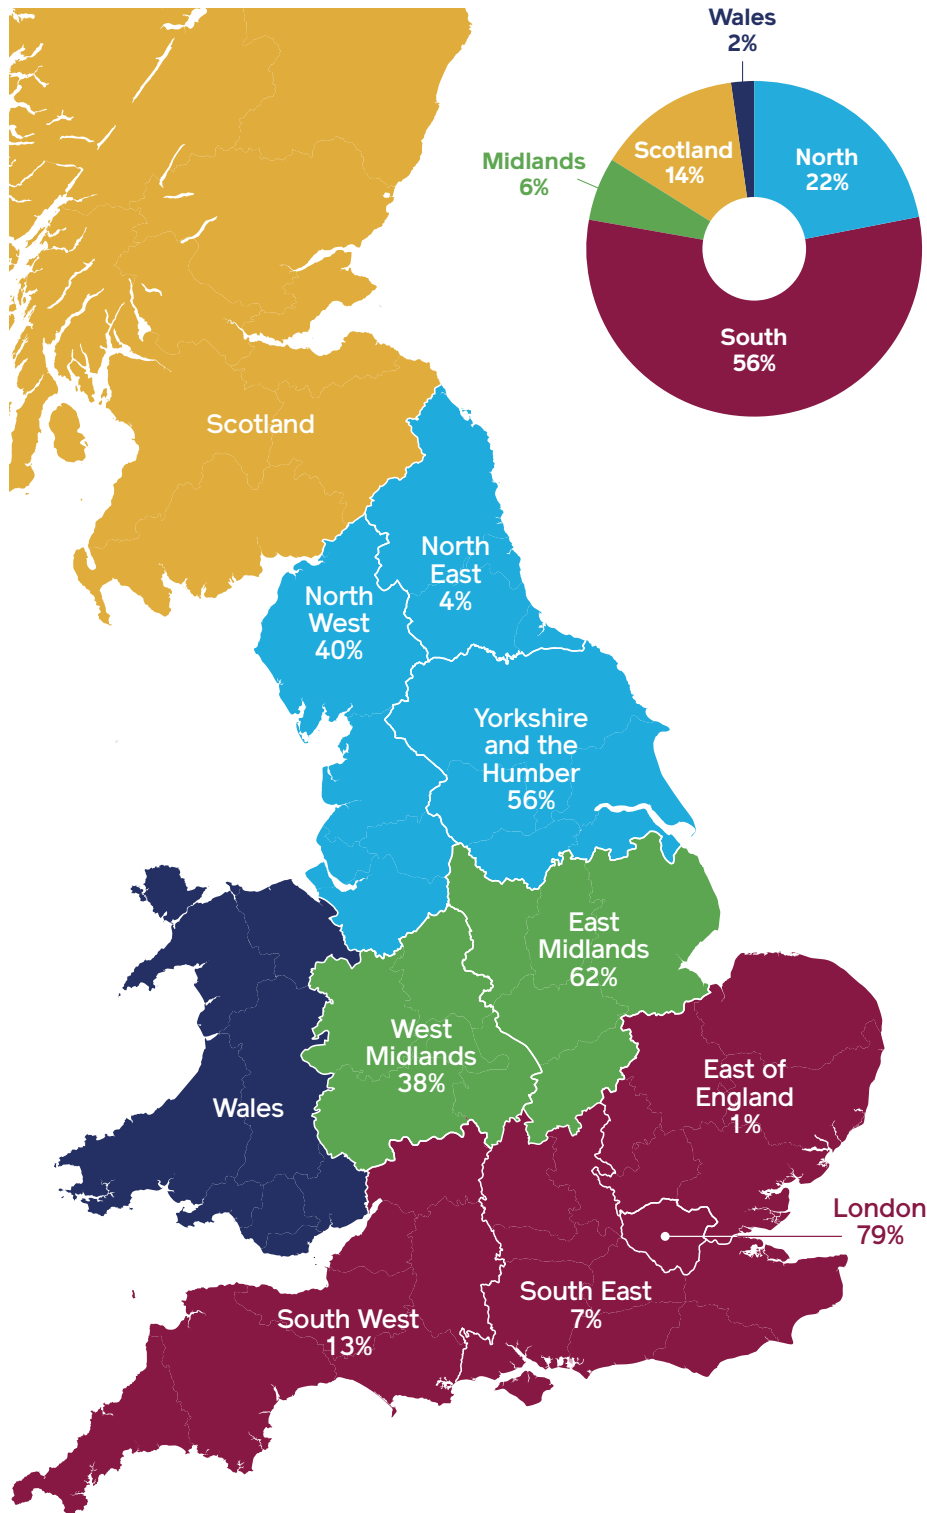 Wales
2%
Midlands
6%
Scotland
14%
North
22%
South
56%
Scotland
North
East
4%
North
West
40%
Yorkshire
and the
Humber
56%
East
Midlands
62%
West
Midlands
38%
Wales
East of
England
1%
London
79%
South East
7%
South West
13%